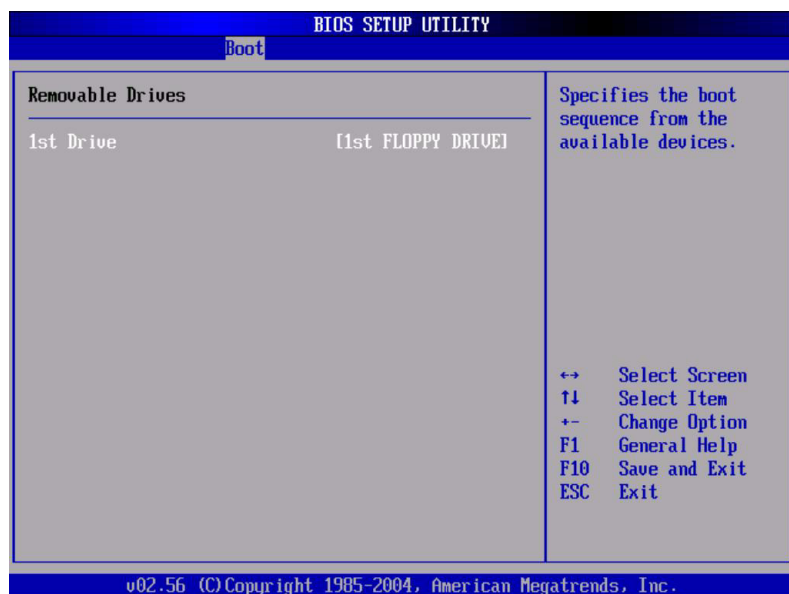 BIOS SETUP UTILITY
Boot
Removable Drives
1st Drive [1st FLOPPY DRIVE]
Specifies the boot
sequence from the
available devices.
←→ Select Screen
↑↓ Select Item
+- Change Option
F1 General Help
F10 Save and Exit
ESC Exit
v02.56 (C)Copyright 1985-2004, American Megatrends, Inc.